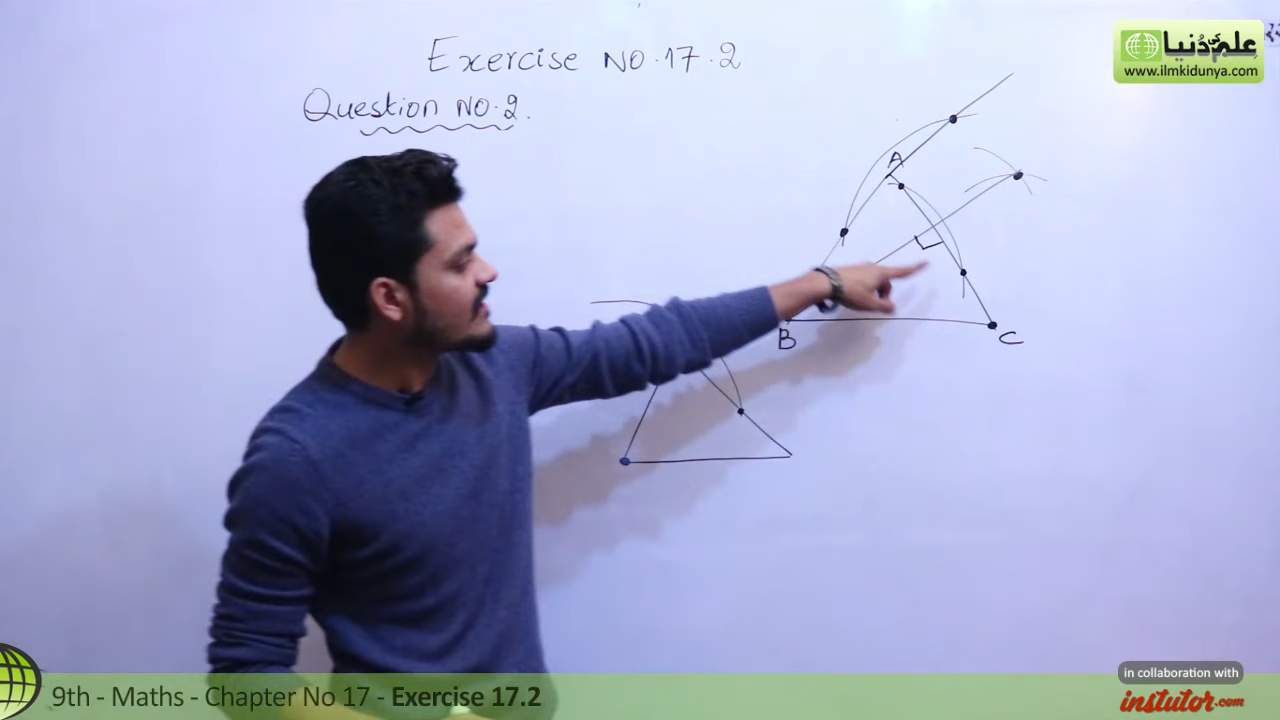 Exercise NO.17.2
Question NO.2.
علم کی دُنیا
www.ilmkidunya.com
A
B
C
9th - Maths - Chapter No 17 - Exercise 17.2
in collaboration with
instutor.com